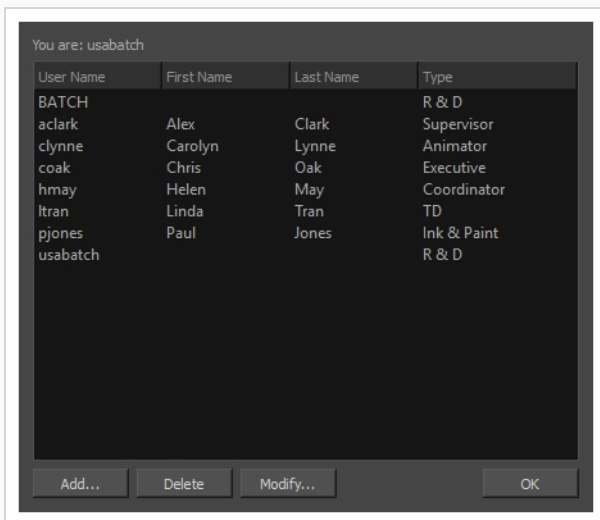 You are: usabatch
User Name First Name Last Name Type
BATCH R & D
aclark Alex Clark Supervisor
clynne Carolyn Lynne Animator
coak Chris Oak Executive
hmay Helen May Coordinator
ltran Linda Tran TD
pjones Paul Jones Ink & Paint
usabatch R & D
Add... Delete Modify... OK